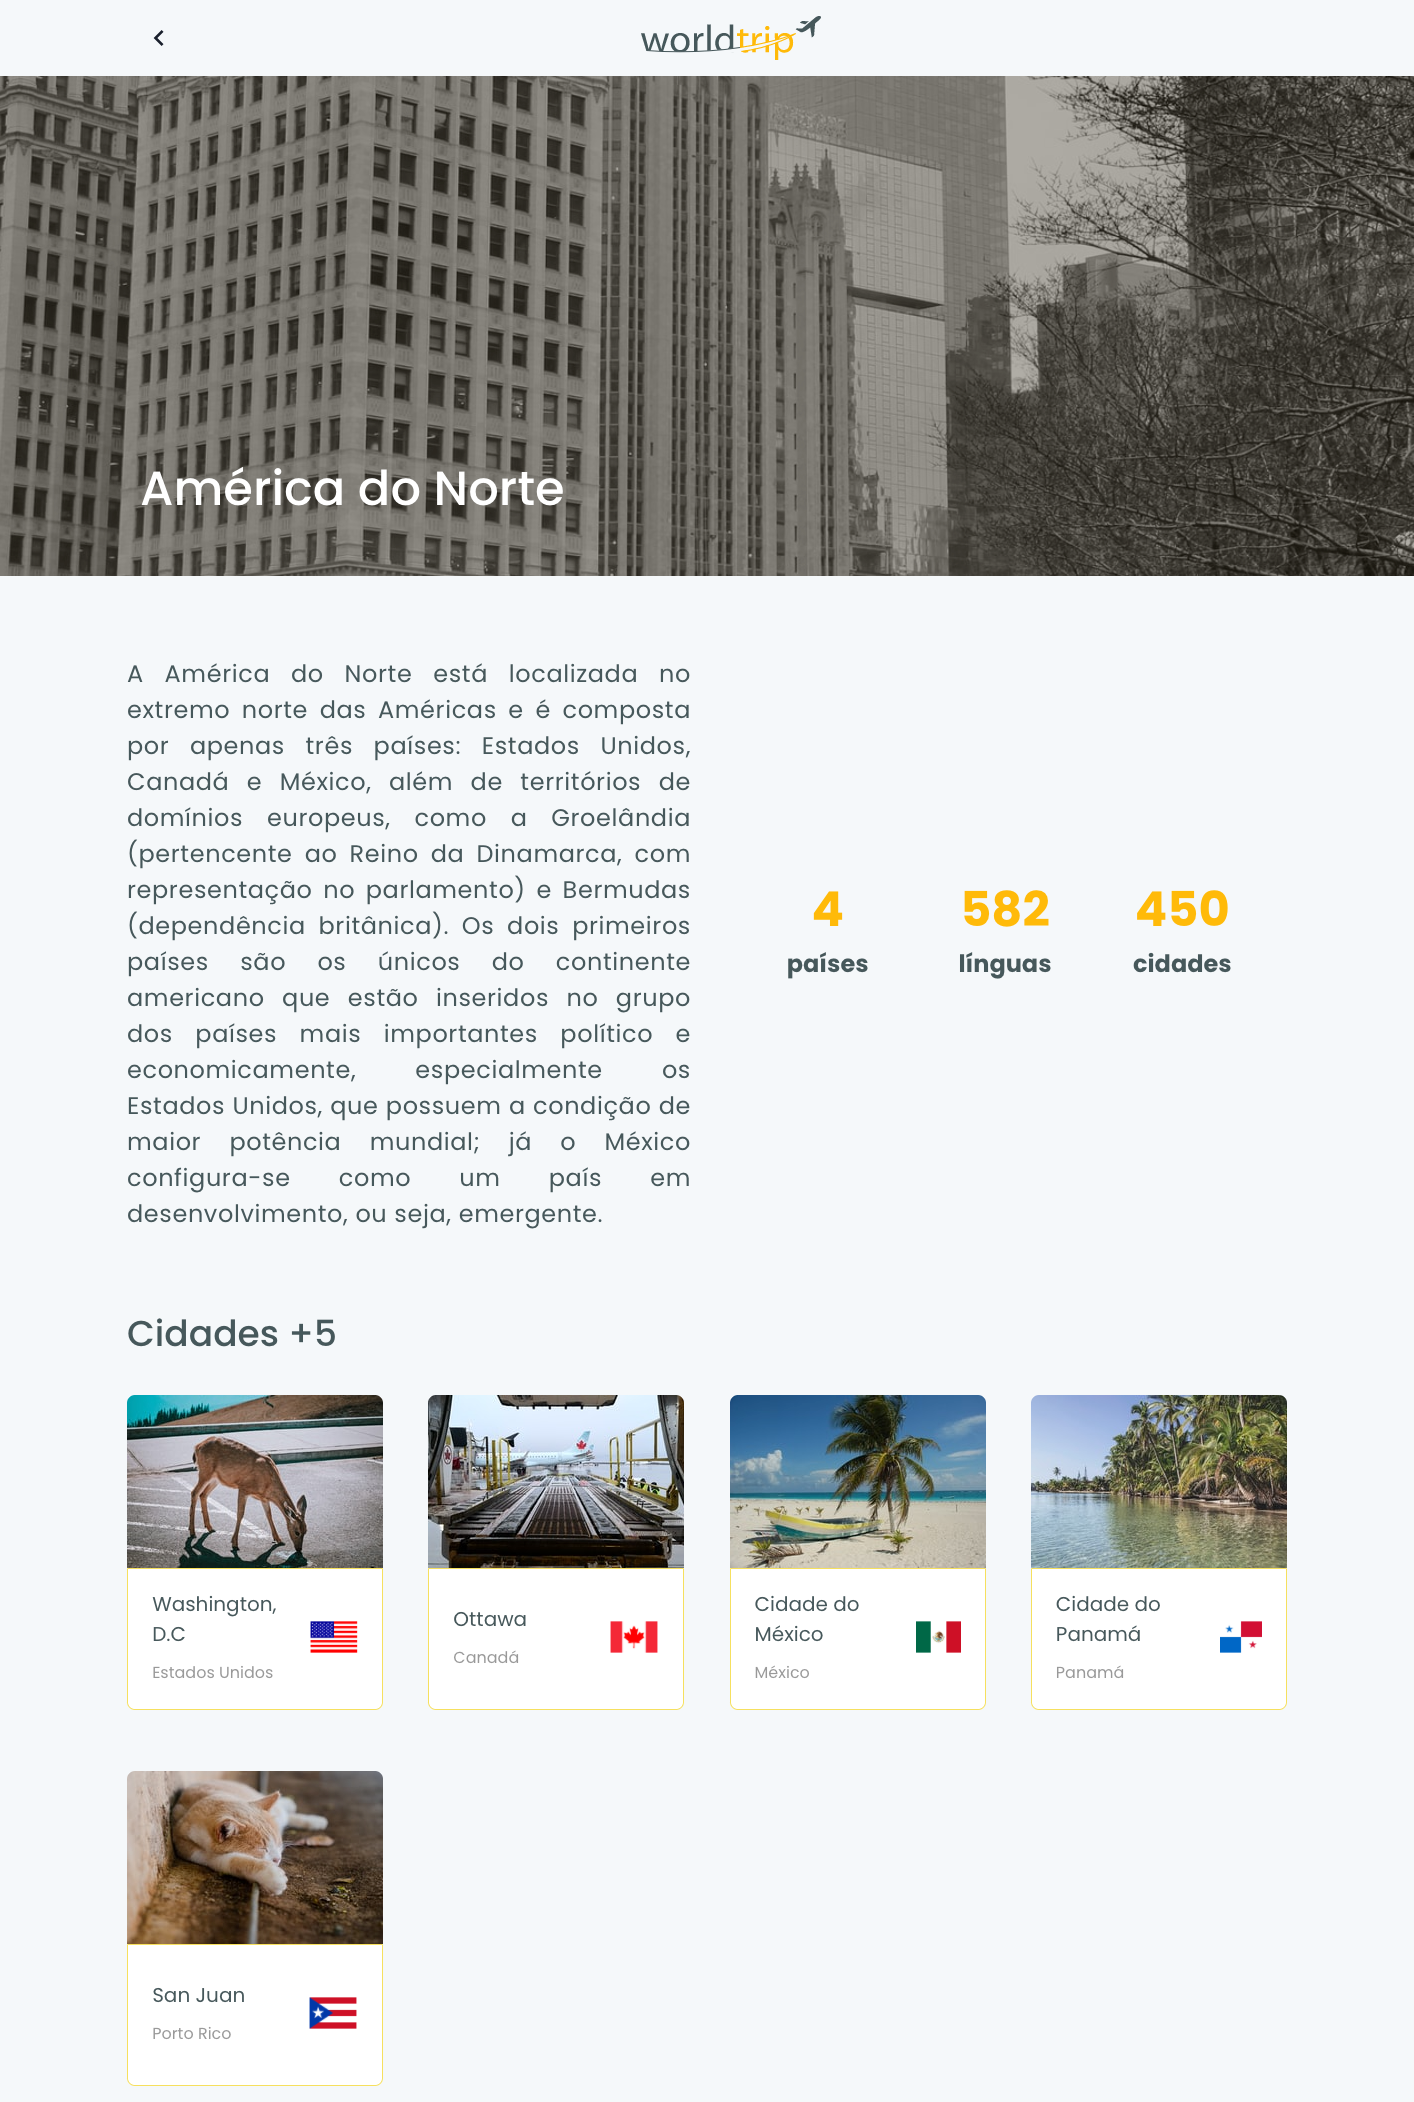 worldtrip
América do Norte
A América do Norte está localizada no
extremo norte das Américas e é composta
por apenas três países: Estados Unidos,
Canadá e México, além de territórios de
domínios europeus, como a Groelândia
(pertencente ao Reino da Dinamarca, com
representação no parlamento) e Bermudas
(dependência britânica). Os dois primeiros
países são os únicos do continente
americano que estão inseridos no grupo
dos países mais importantes político e
economicamente, especialmente os
Estados Unidos, que possuem a condição de
maior potência mundial; já o México
configura-se como um país em
desenvolvimento, ou seja, emergente.
4
países
582
línguas
450
cidades
Cidades +5
Washington,
D.C
Estados Unidos
Ottawa
Canadá
Cidade do
México
México
Cidade do
Panamá
Panamá
San Juan
Porto Rico